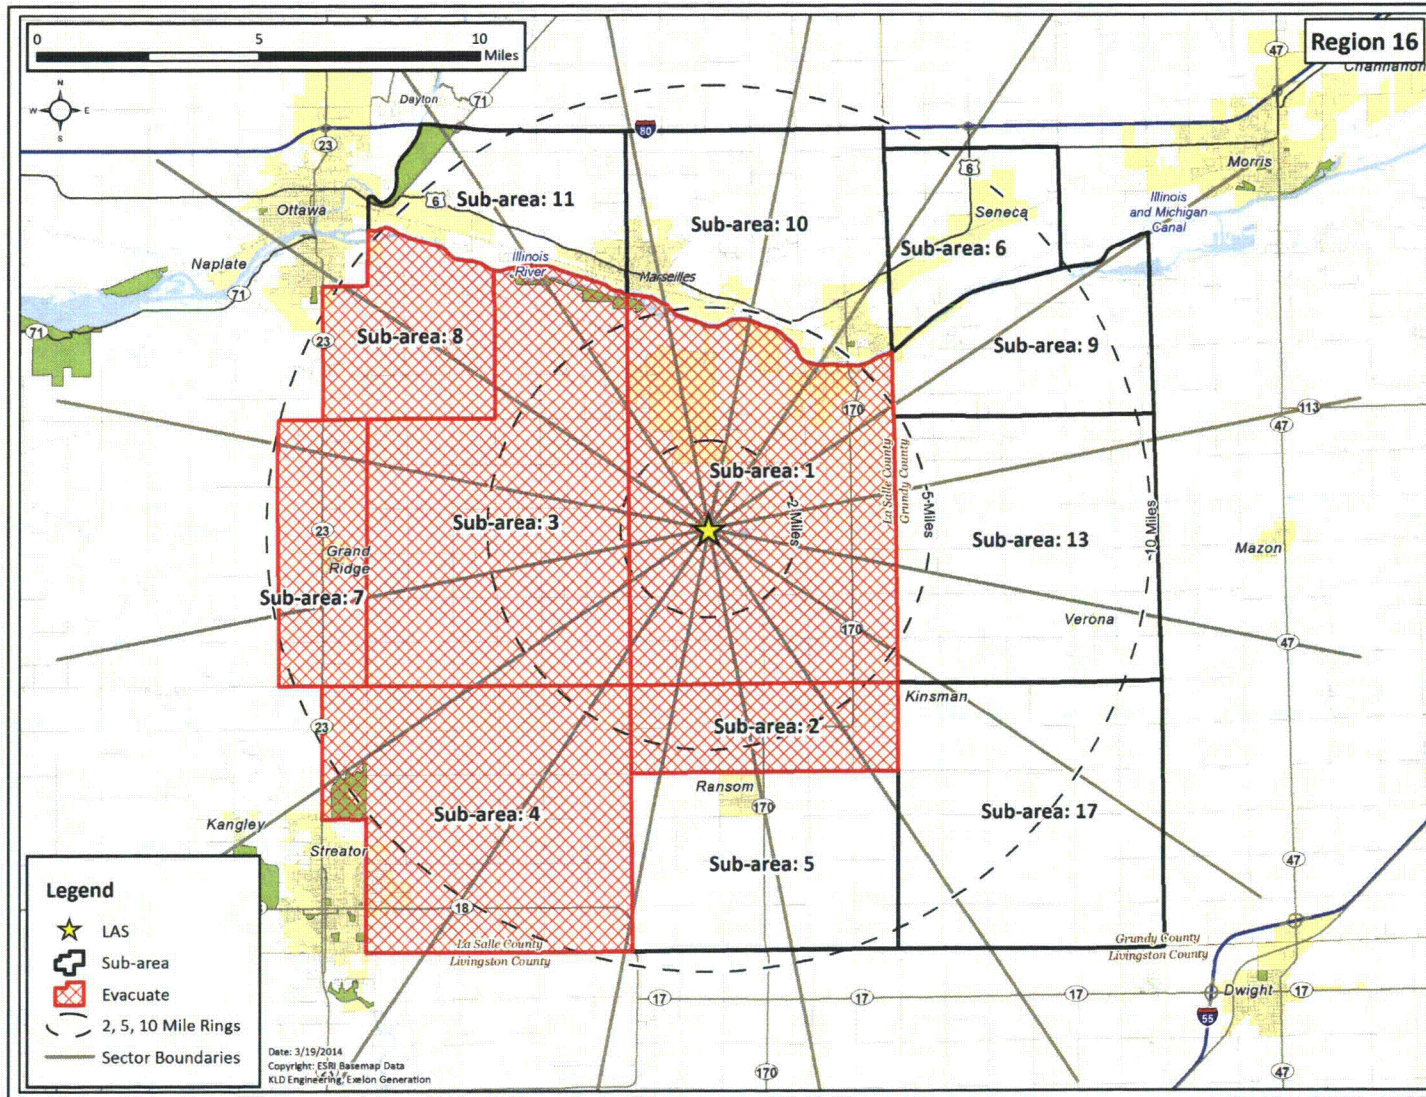 0 5 10
Miles
Region 16
47
Channahon
N
W E
S
Dayton
71
80
23
6
Morris
6
Sub-area: 11
Ottawa
Sub-area: 10
Seneca
Illinois
and Michigan
Canal
Sub-area: 6
Naplate
Illinois
River
Marseilles
71
71
23
Sub-area: 8
Sub-area: 9
170
113
47
La Salle County
Grundy County
Sub-area: 1
2 Miles
5 Miles
10 Miles
23
Sub-area: 3
Sub-area: 13
Mazon
Grand
Ridge
Sub-area: 7
170
Verona
47
Kinsman
23
Sub-area: 2
Ransom
170
Sub-area: 4
Sub-area: 17
Kangley
Streator
Sub-area: 5
47
18
La Salle County
Livingston County
Grundy County
Livingston County
17
17
17
Dwight
17
55
170
47
Legend
LAS
Sub-area
Evacuate
2, 5, 10 Mile Rings
Sector Boundaries
Date: 3/19/2014
Copyright: ESRI Basemap Data
KLD Engineering, Exelon Generation